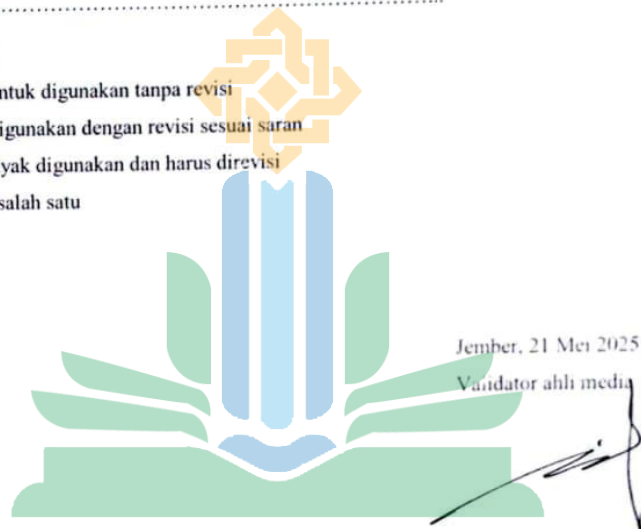 ntuk digunakan tanpa revisi
igunakan dengan revisi sesuai saran
yak digunakan dan harus direvisi
salah satu
Jember, 21 Mei 2025
Validator ahli media